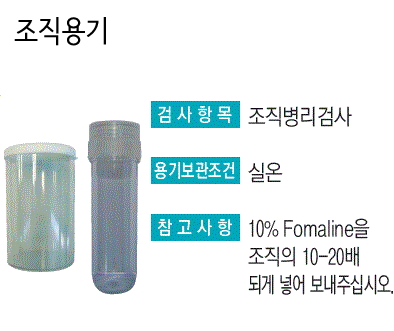 조직용기
검사항목 조직병리검사
용기보관조건 실온
참고사항 10% Fomaline을
조직의 10-20배
되게 넣어 보내주십시오.